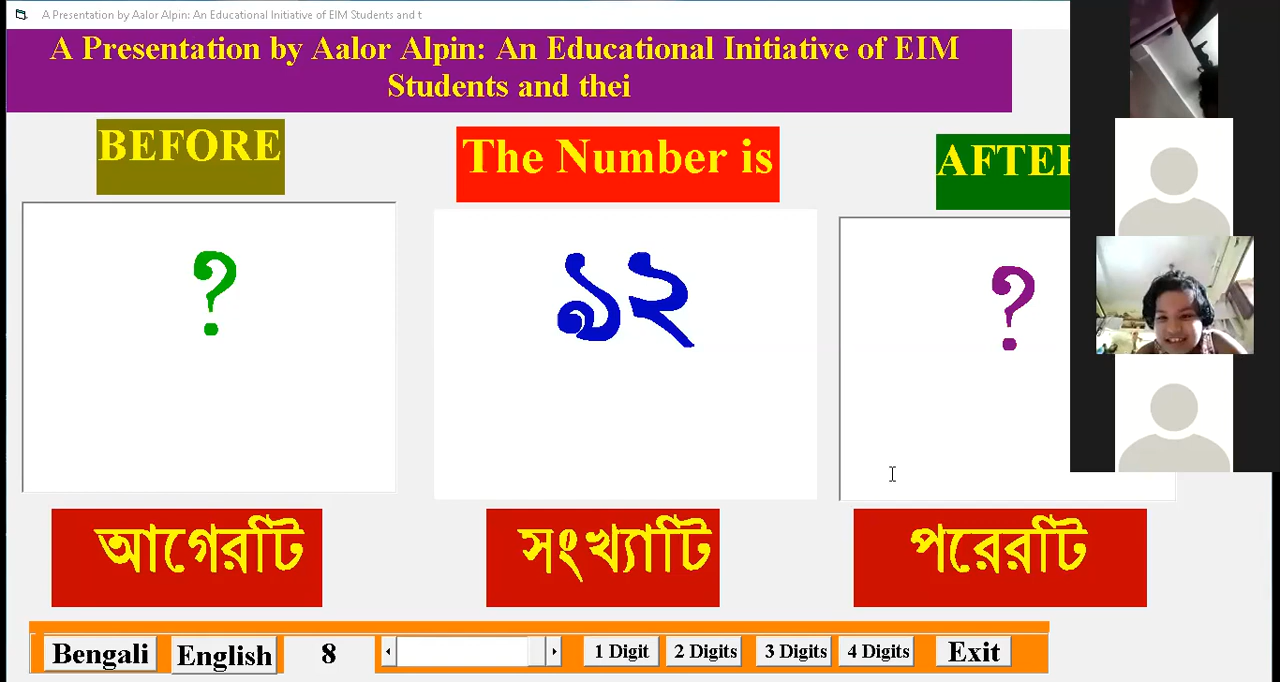 A Presentation by Aalor Alpin: An Educational Initiative of EIM Students and t
A Presentation by Aalor Alpin: An Educational Initiative of EIM
Students and thei
BEFORE
The Number is
AFTER
?
৯২
?
আগেরটি
সংখ্যাটি
পরেরটি
Bengali
English
8
1 Digit
2 Digits
3 Digits
4 Digits
Exit